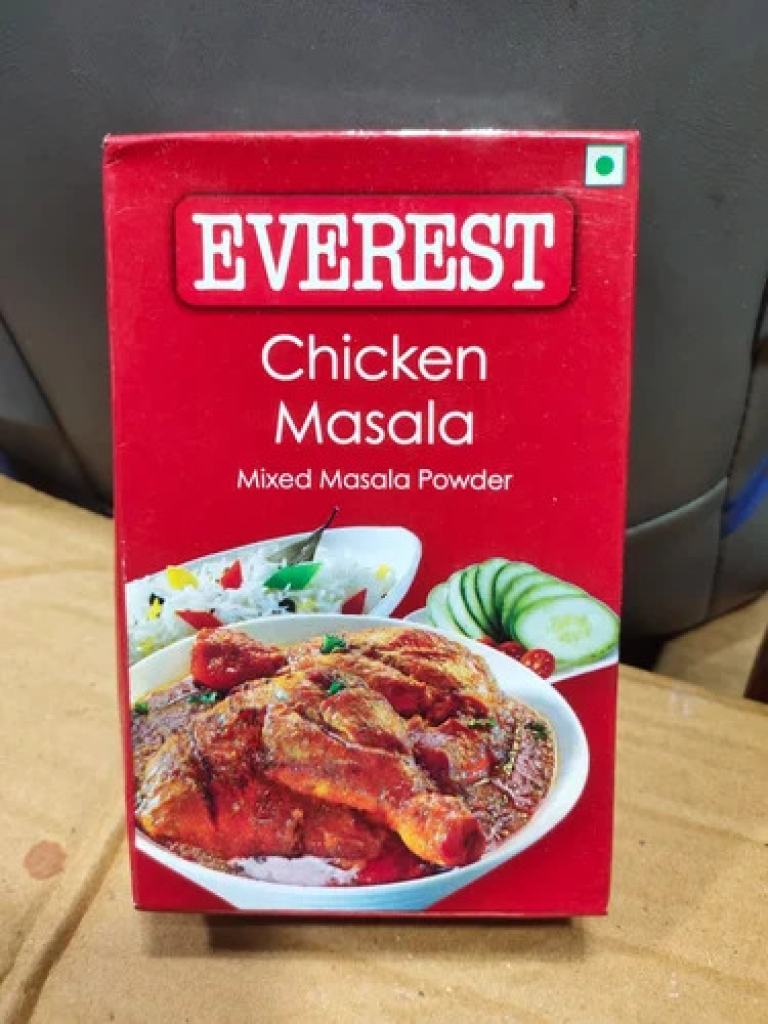 EVEREST
Chicken
Masala
Mixed Masala Powder